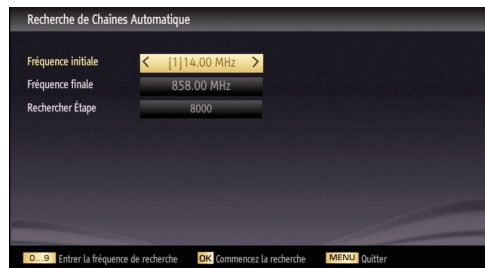 Recherche de Chaînes Automatique
Fréquence initiale < [1]14.00 MHz >
Fréquence finale 858.00 MHz
Rechercher Étape 8000
0...9 Entrer la fréquence de recherche OK Commencez la recherche MENU Quitter